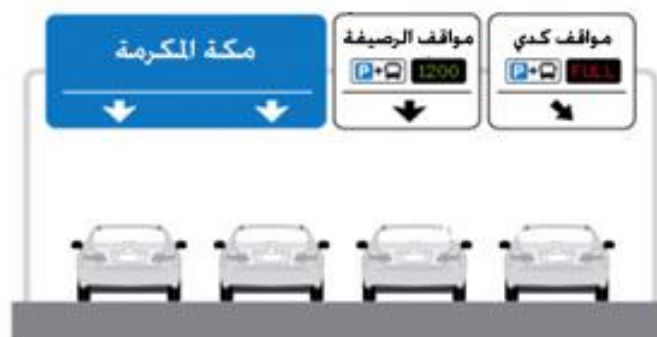 مواقف كدي
P+ FULL
مواقف الرصيفة
P+ 1200
مكة المكرمة